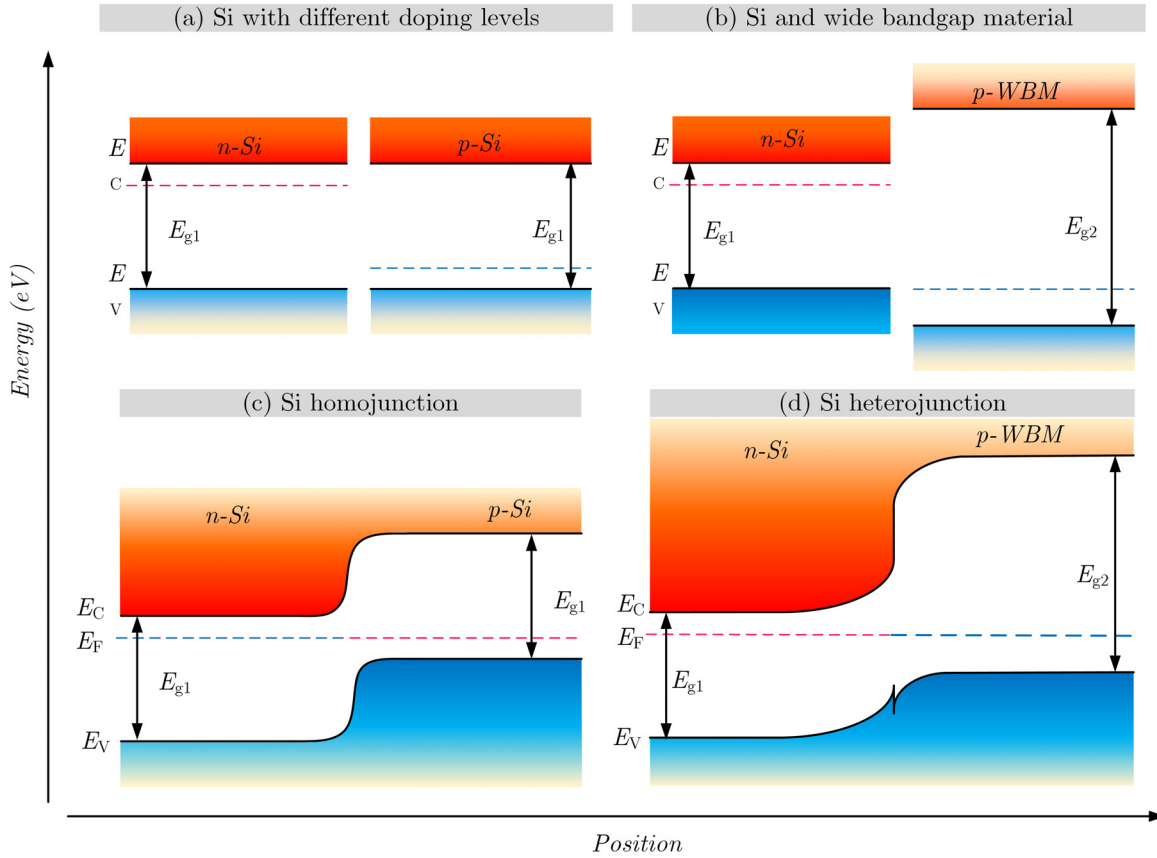 (a) Si with different doping levels
(b) Si and wide bandgap material
Energy (eV)
n-Si
p-Si
E
C
E_g1
E_g1
E
V
n-Si
p-WBM
E
C
E_g1
E_g2
E
V
(c) Si homojunction
(d) Si heterojunction
n-Si
p-Si
E_C
E_F
E_g1
E_g1
E_V
n-Si
p-WBM
E_C
E_F
E_g1
E_g2
E_V
Position